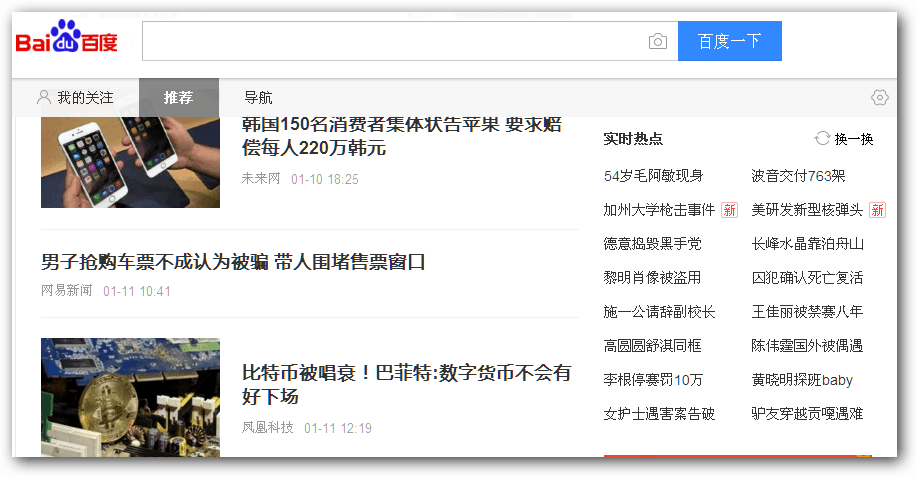 Bai du 百度
百度一下
我的关注 推荐 导航
韩国150名消费者集体状告苹果 要求赔
偿每人220万韩元
未来网 01-10 18:25
男子抢购车票不成认为被骗 带人围堵售票窗口
网易新闻 01-11 10:41
比特币被唱衰！巴菲特:数字货币不会有
好下场
凤凰科技 01-11 12:19
实时热点 换一换
54岁毛阿敏现身 波音交付763架
加州大学枪击事件 新 美研发新型核弹头 新
德意捣毁黑手党 长峰水晶靠泊舟山
黎明肖像被盗用 囚犯确认死亡复活
施一公请辞副校长 王佳丽被禁赛八年
高圆圆舒淇同框 陈伟霆国外被偶遇
李根停赛罚10万 黄晓明探班baby
女护士遇害案告破 驴友穿越贡嘎遇难